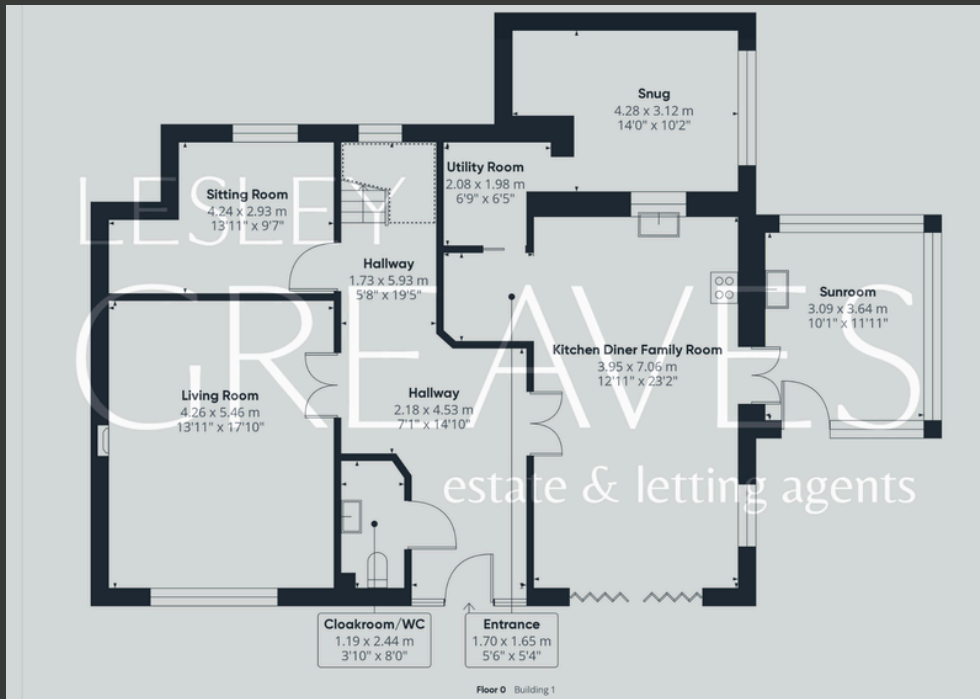 Snug
4.28 x 3.12 m
14'0" x 10'2"
Utility Room
2.08 x 1.98 m
6'9" x 6'5"
Sitting Room
4.24 x 2.93 m
13'11" x 9'7"
LESLEY
Hallway
1.73 x 5.93 m
5'8" x 19'5"
Sunroom
3.09 x 3.64 m
10'1" x 11'11"
GREAVES
Kitchen Diner Family Room
3.95 x 7.06 m
12'11" x 23'2"
Living Room
4.26 x 5.46 m
13'11" x 17'10"
Hallway
2.18 x 4.53 m
7'1" x 14'10"
estate & letting agents
Cloakroom/WC
1.19 x 2.44 m
3'10" x 8'0"
Entrance
1.70 x 1.65 m
5'6" x 5'4"
Floor 0 Building 1